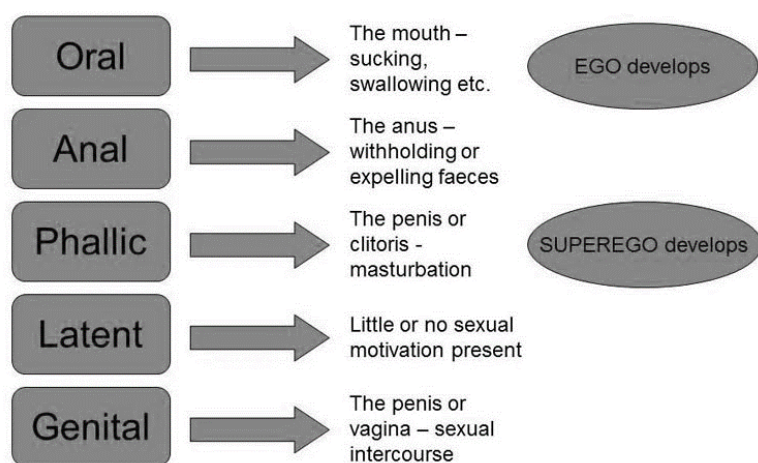 Oral
The mouth –
sucking,
swallowing etc.
EGO develops
Anal
The anus –
withholding or
expelling faeces
Phallic
The penis or
clitoris -
masturbation
SUPEREGO develops
Latent
Little or no sexual
motivation present
Genital
The penis or
vagina – sexual
intercourse